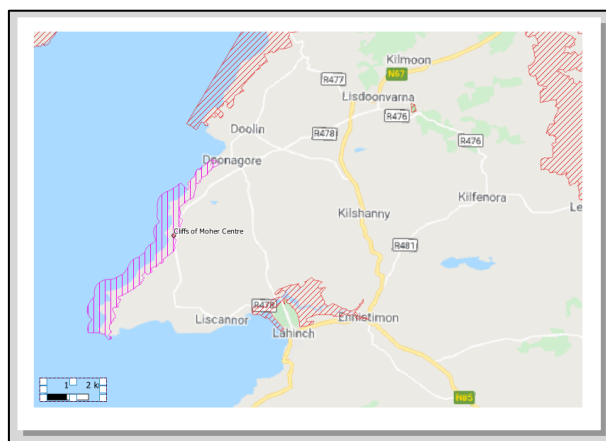 Kilmoon
N67
R477
Lisdoonvarna
R476
Doolin
R478
R476
Doonagore
Kilfenora
Le
Kilshanny
Cliffs of Moher Centre
R481
R478
Liscannor
Ennistimon
Lahinch
1 2 k
N85